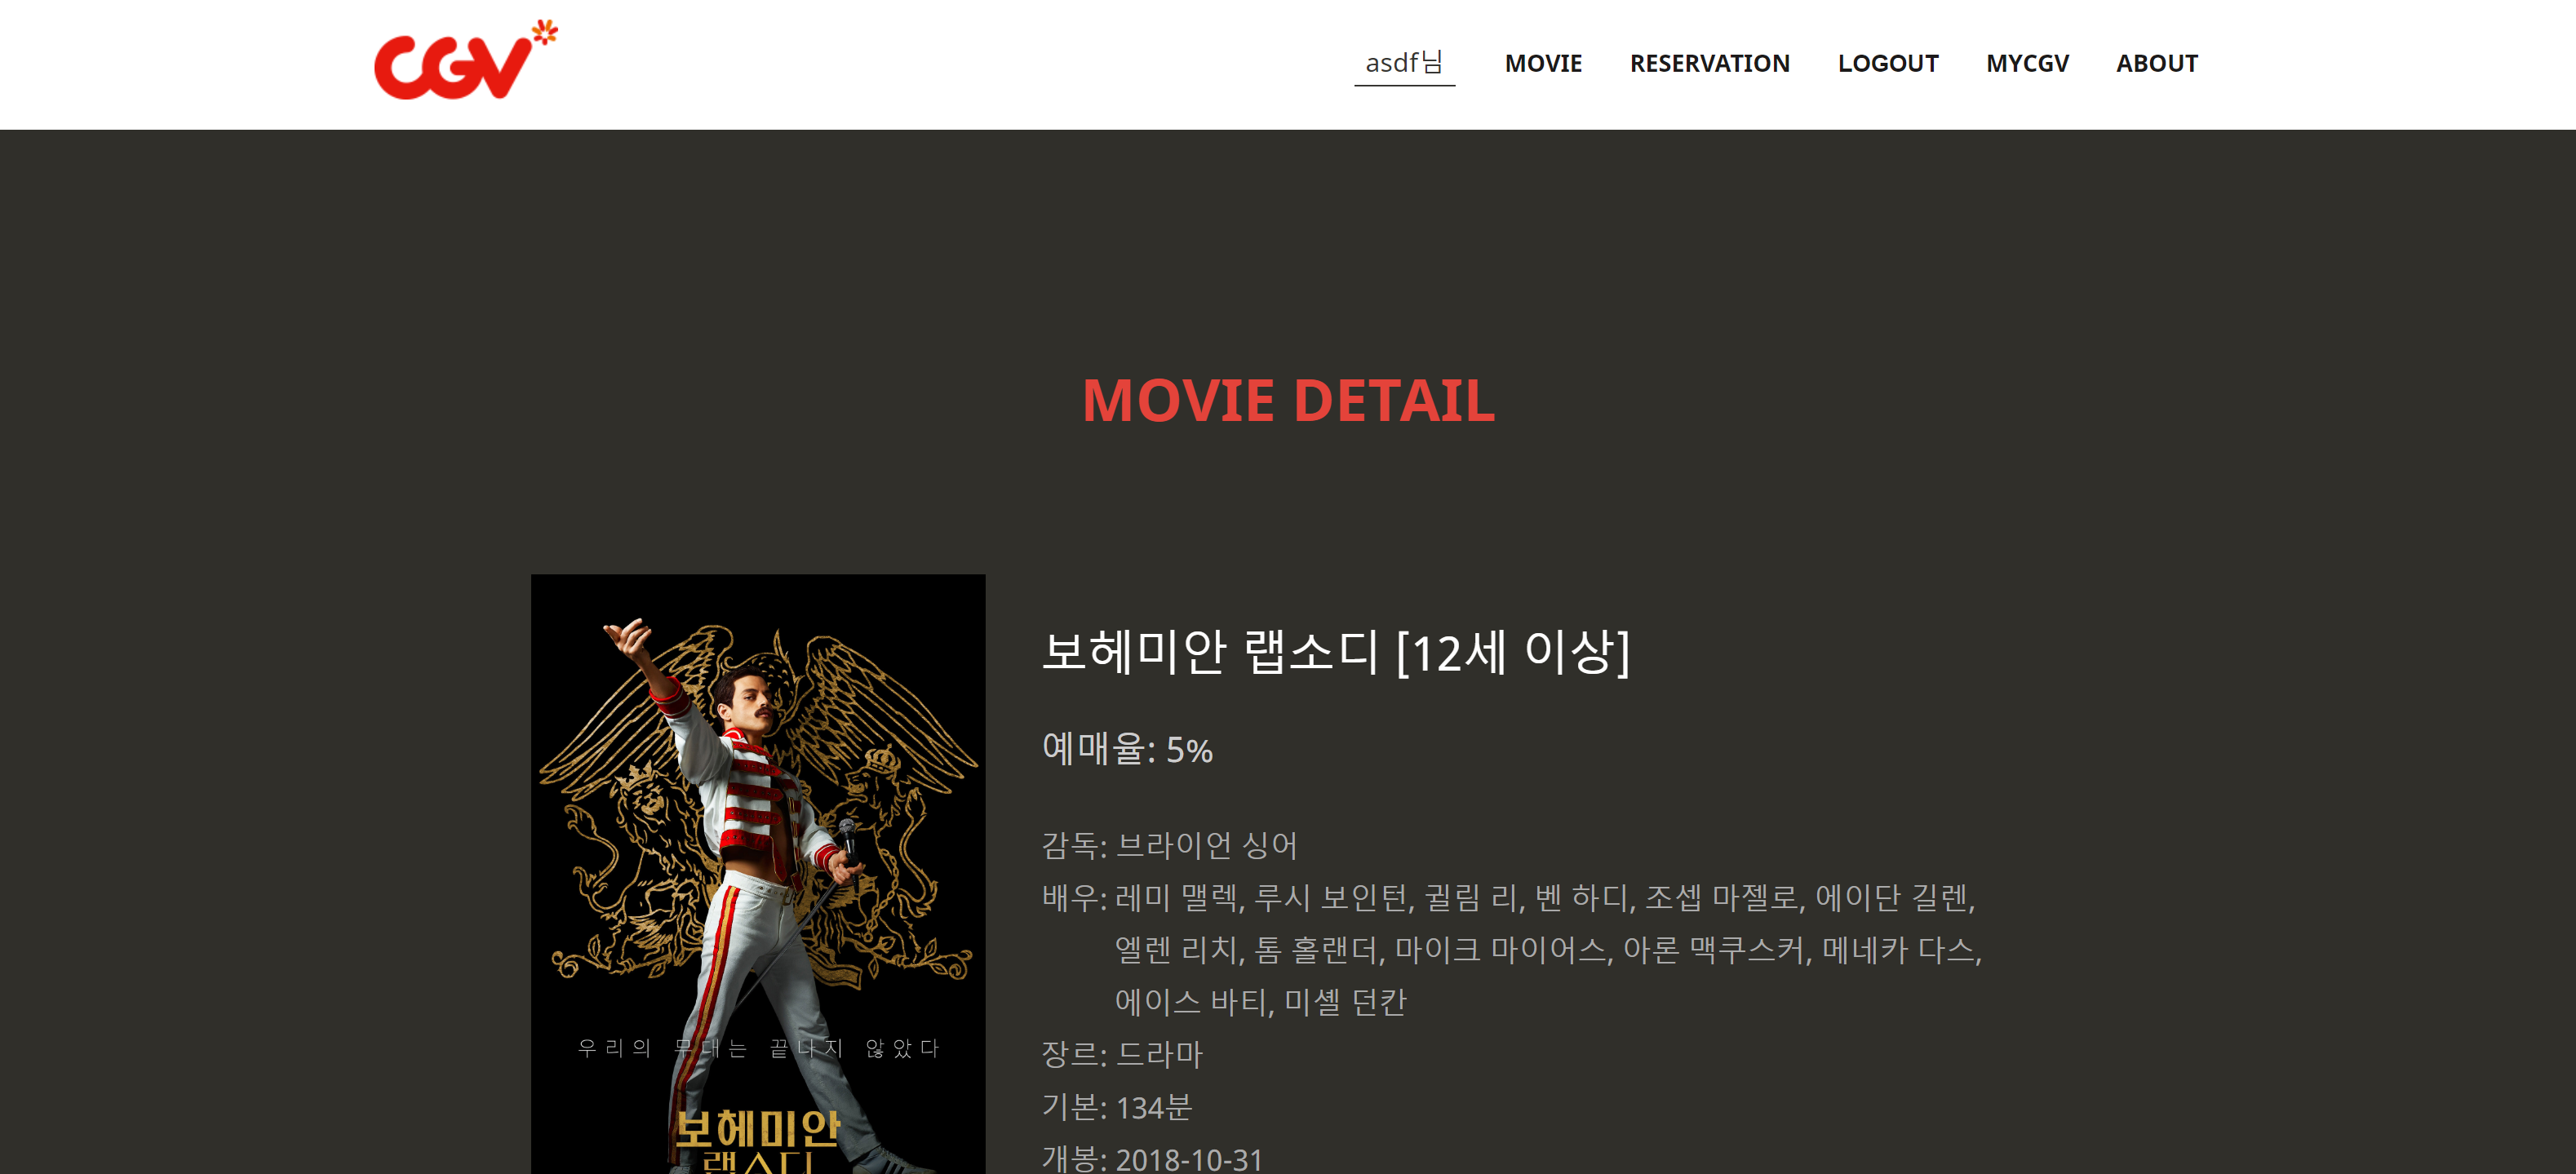 CGV
asdf님 MOVIE RESERVATION LOGOUT MYCGV ABOUT
MOVIE DETAIL
보헤미안 랩소디 [12세 이상]
예매율: 5%
감독: 브라이언 싱어
배우: 레미 맬렉, 루시 보인턴, 귈림 리, 벤 하디, 조셉 마젤로, 에이단 길렌,
엘렌 리치, 톰 홀랜더, 마이크 마이어스, 아론 맥쿠스커, 메네카 다스,
에이스 바티, 미셸 던칸
장르: 드라마
기본: 134분
개봉: 2018-10-31
우리의 무대는 끝나지 않았다
보헤미안
랩소디